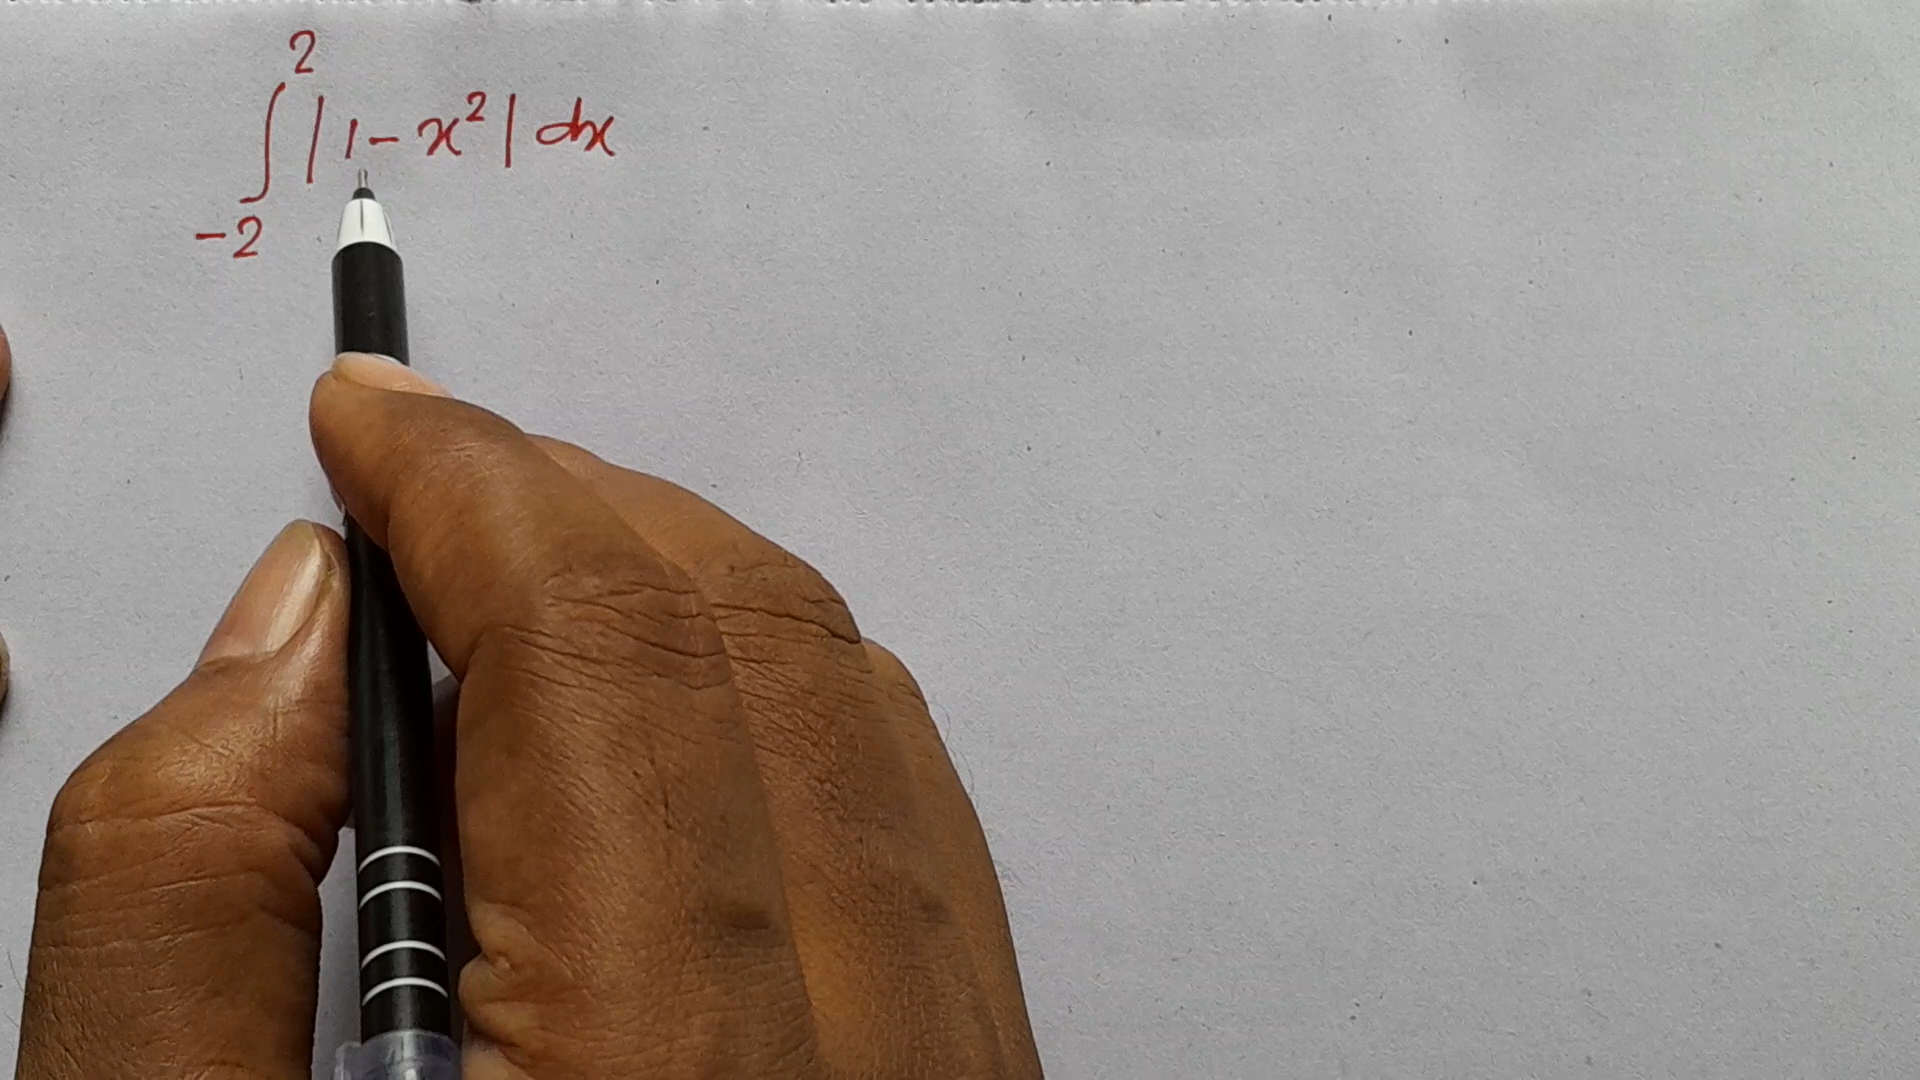 ∫_{-2}^{2} |1 - x²| dx